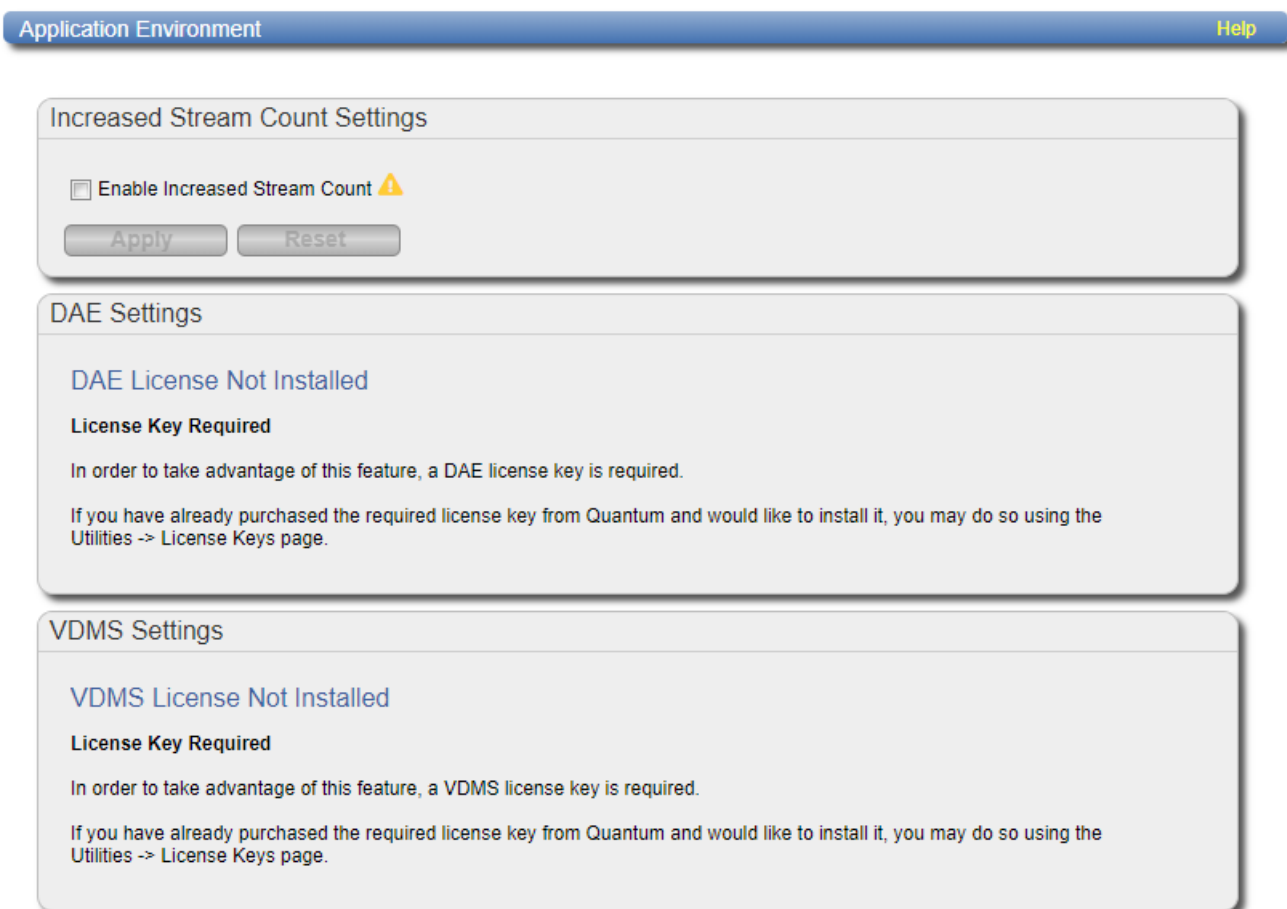 Application Environment
Help
Increased Stream Count Settings
Enable Increased Stream Count
Apply
Reset
DAE Settings
DAE License Not Installed
License Key Required
In order to take advantage of this feature, a DAE license key is required.
If you have already purchased the required license key from Quantum and would like to install it, you may do so using the
Utilities -> License Keys page.
VDMS Settings
VDMS License Not Installed
License Key Required
In order to take advantage of this feature, a VDMS license key is required.
If you have already purchased the required license key from Quantum and would like to install it, you may do so using the
Utilities -> License Keys page.